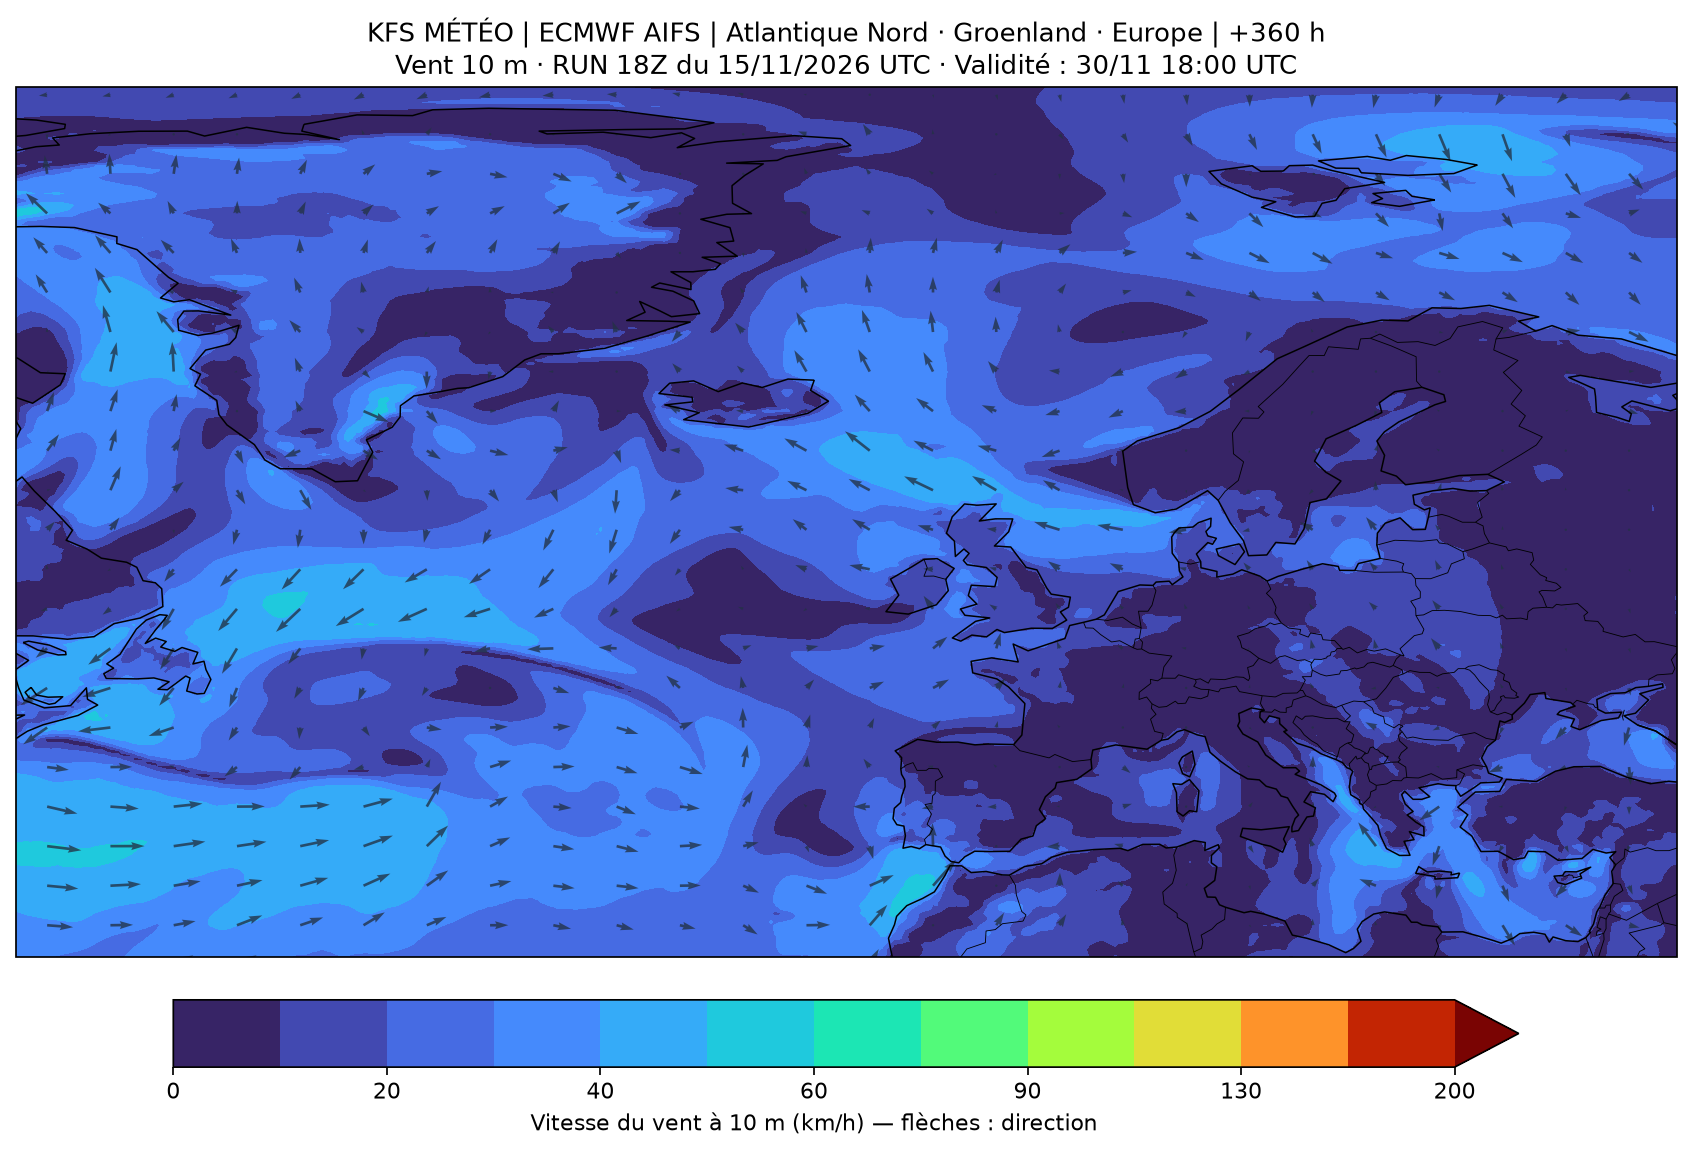 KFS MÉTÉO | ECMWF AIFS | Atlantique Nord · Groenland · Europe | +360 h
Vent 10 m · RUN 18Z du 15/11/2026 UTC · Validité : 30/11 18:00 UTC
0 20 40 60 90 130 200
Vitesse du vent à 10 m (km/h) — flèches : direction